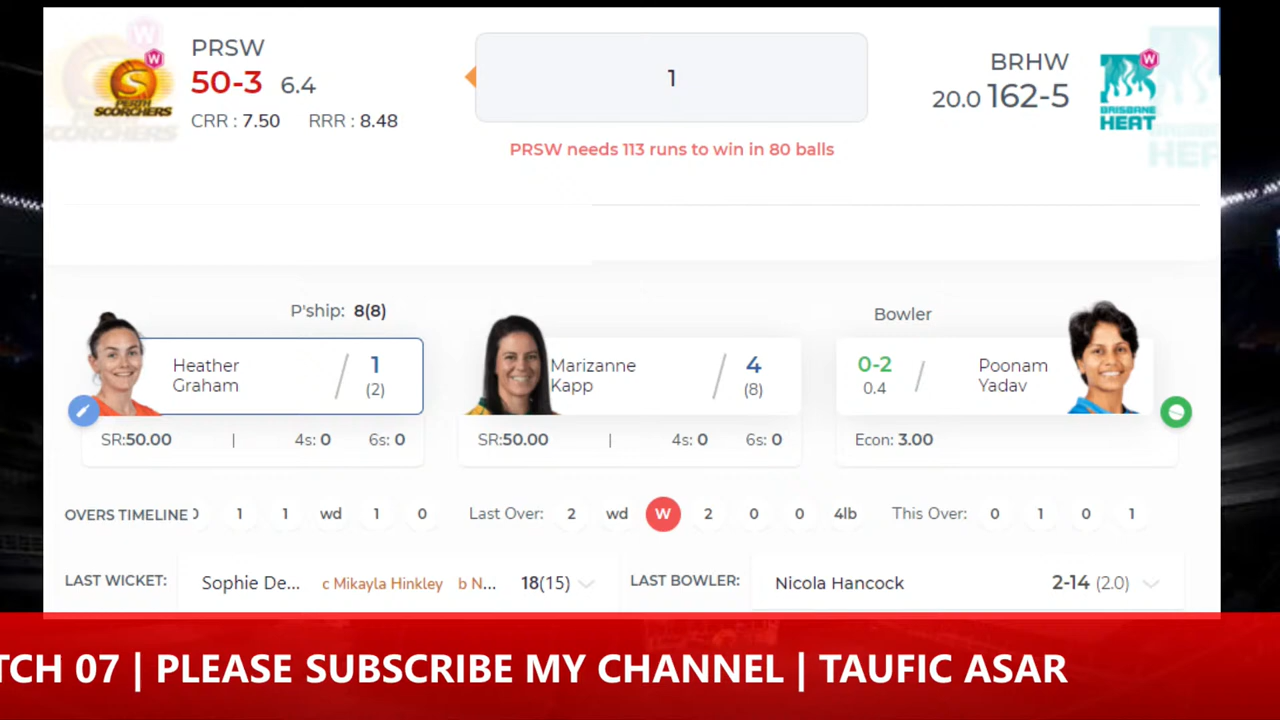 PRSW
50-3 6.4
CRR : 7.50 RRR : 8.48
W
PERTH
SCORCHERS
1
PRSW needs 113 runs to win in 80 balls
BRHW
20.0 162-5
W
BRISBANE
HEAT
P'ship: 8(8)
Heather
Graham
1
(2)
SR:50.00 | 4s: 0 6s: 0
Marizanne
Kapp
4
(8)
SR:50.00 | 4s: 0 6s: 0
Bowler
0-2
0.4
Poonam
Yadav
Econ: 3.00
OVERS TIMELINE 1 1 wd 1 0 Last Over: 2 wd W 2 0 0 4lb This Over: 0 1 0 1
LAST WICKET: Sophie De... c Mikayla Hinkley b N... 18(15) LAST BOWLER: Nicola Hancock 2-14 (2.0)
TCH 07 | PLEASE SUBSCRIBE MY CHANNEL | TAUFIC ASAR